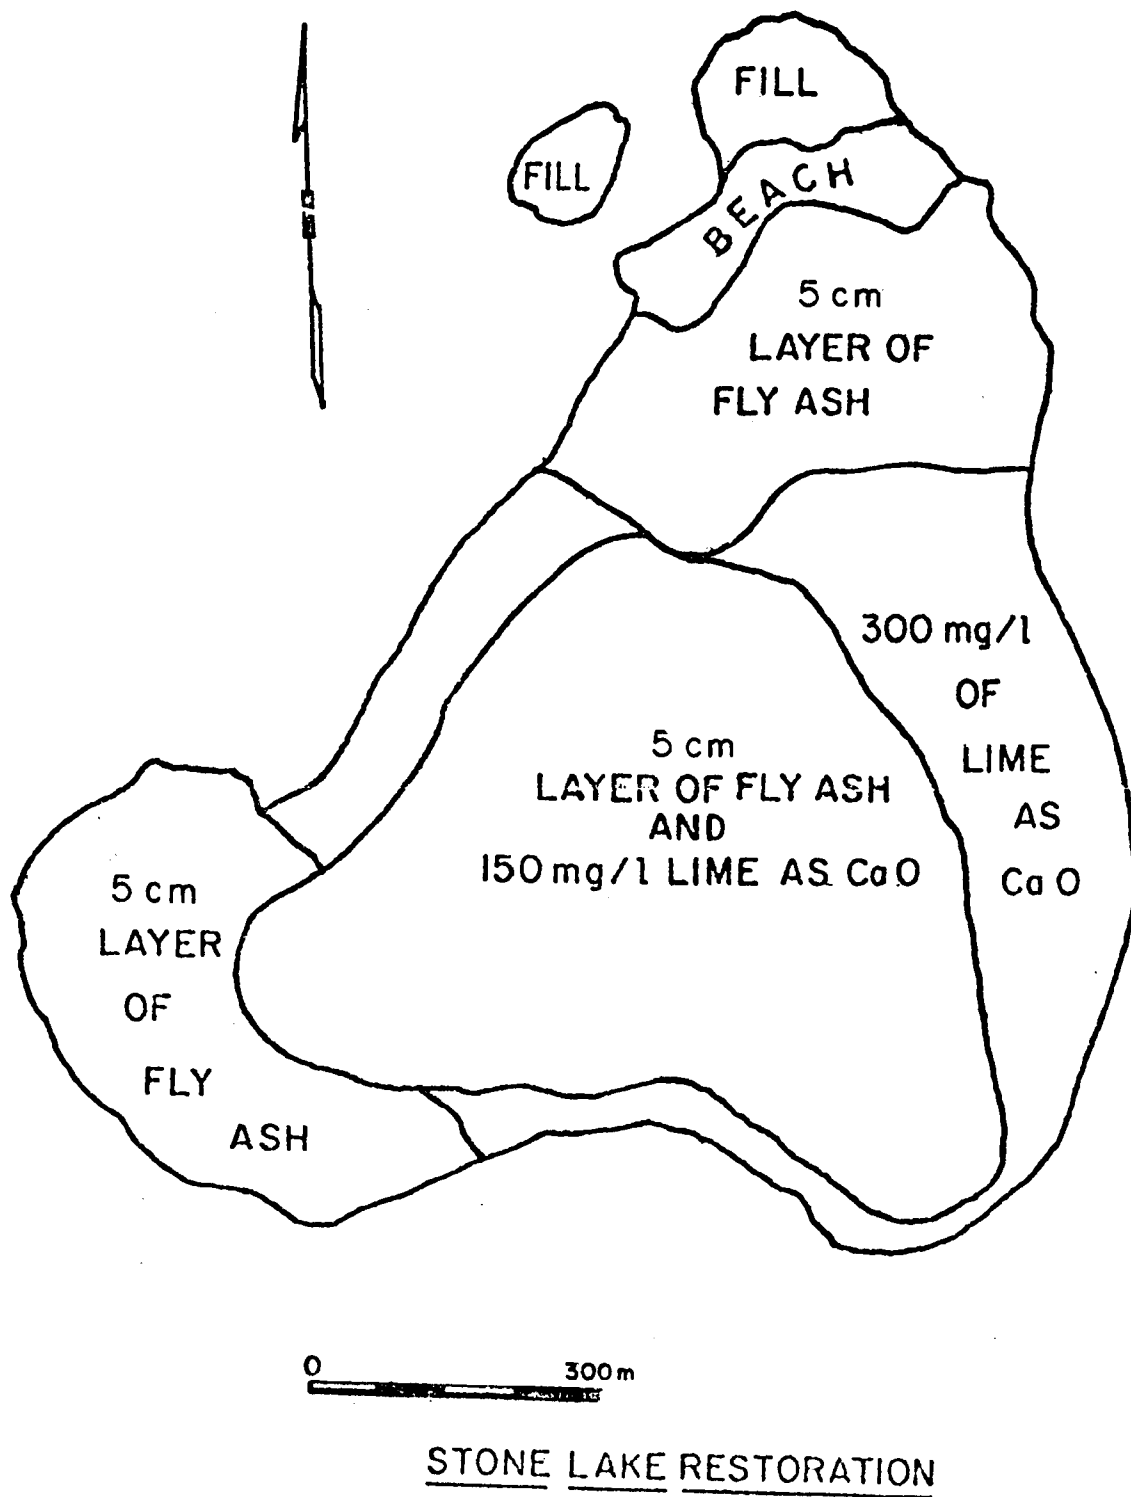 FILL
FILL
BEACH
5 cm
LAYER OF
FLY ASH
300 mg/l
OF
LIME
AS
CaO
5 cm
LAYER OF FLY ASH
AND
150 mg/l LIME AS CaO
5 cm
LAYER
OF
FLY
ASH
0 300 m
STONE LAKE RESTORATION